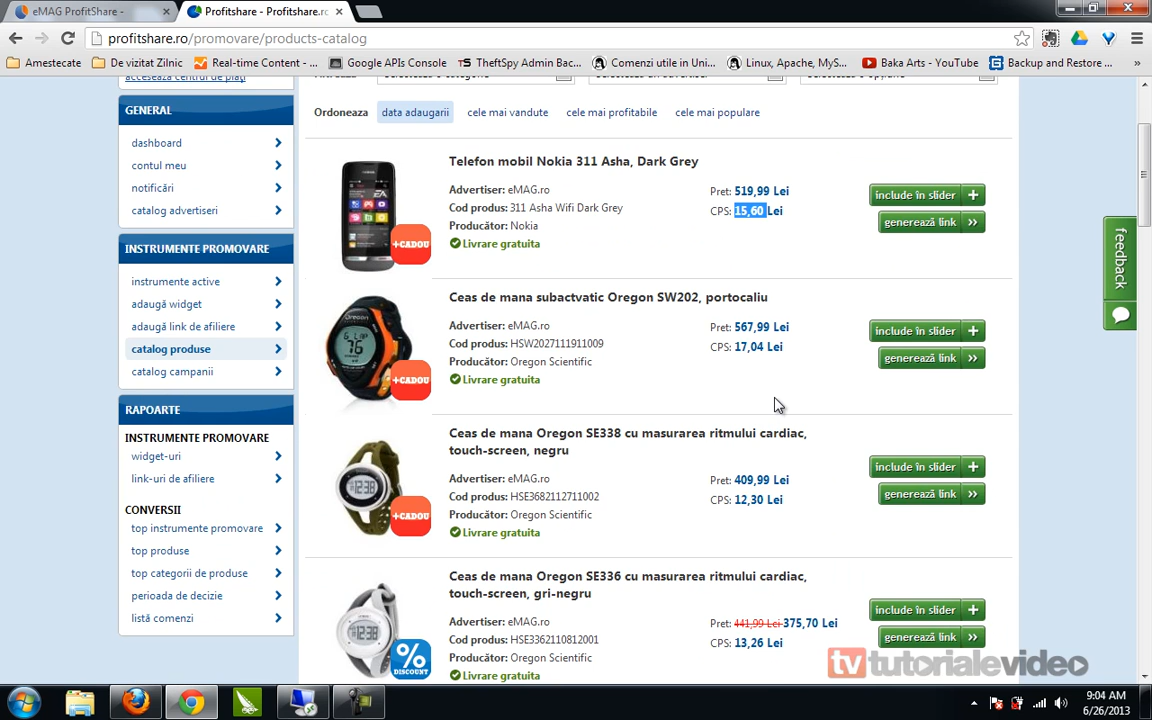 eMAG ProfitShare -
Profitshare - Profitshare.ro
profitshare.ro/promovare/products-catalog
Amestecate
De vizitat Zilnic
Real-time Content - ...
Google APIs Console
TheftSpy Admin Bac...
Comenzi utile in Uni...
Linux, Apache, MyS...
Baka Arts - YouTube
Backup and Restore ...
»
accesează centrul de plăți
GENERAL
dashboard
contul meu
notificări
catalog advertiseri
INSTRUMENTE PROMOVARE
instrumente active
adaugă widget
adaugă link de afiliere
catalog produse
catalog campanii
RAPOARTE
INSTRUMENTE PROMOVARE
widget-uri
link-uri de afiliere
CONVERSII
top instrumente promovare
top produse
top categorii de produse
perioada de decizie
listă comenzi
Ordoneaza data adaugarii cele mai vandute cele mai profitabile cele mai populare
Telefon mobil Nokia 311 Asha, Dark Grey
Advertiser: eMAG.ro
Cod produs: 311 Asha Wifi Dark Grey
Producător: Nokia
Livrare gratuita
Pret: 519,99 Lei
CPS: 15,60 Lei
include în slider +
generează link »
+CADOU
Ceas de mana subactvatic Oregon SW202, portocaliu
Advertiser: eMAG.ro
Cod produs: HSW2027111911009
Producător: Oregon Scientific
Livrare gratuita
Pret: 567,99 Lei
CPS: 17,04 Lei
include în slider +
generează link »
+CADOU
Ceas de mana Oregon SE338 cu masurarea ritmului cardiac,
touch-screen, negru
Advertiser: eMAG.ro
Cod produs: HSE3682112711002
Producător: Oregon Scientific
Livrare gratuita
Pret: 409,99 Lei
CPS: 12,30 Lei
include în slider +
generează link »
+CADOU
Ceas de mana Oregon SE336 cu masurarea ritmului cardiac,
touch-screen, gri-negru
Advertiser: eMAG.ro
Cod produs: HSE3362110812001
Producător: Oregon Scientific
Livrare gratuita
Pret: 441,99 Lei 375,70 Lei
CPS: 13,26 Lei
include în slider +
generează link »
% DISCOUNT
feedback
tv tutorialevideo
9:04 AM
6/26/2013